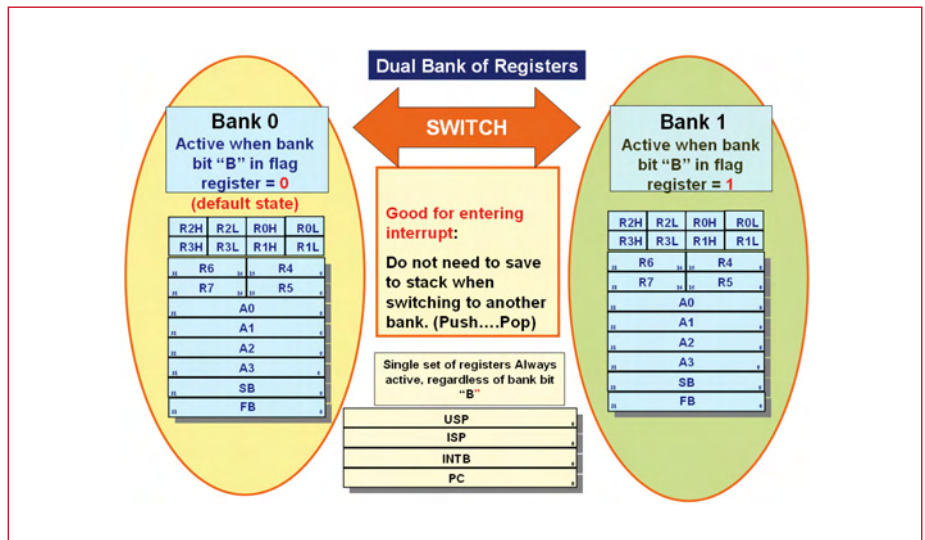 Dual Bank of Registers
SWITCH
Bank 0
Active when bank
bit “B” in flag
register = 0
(default state)
R2H R2L R0H R0L
R3H R3L R1H R1L
R6 R4
R7 R5
A0
A1
A2
A3
SB
FB
Good for entering
interrupt:
Do not need to save
to stack when
switching to another
bank. (Push....Pop)
Single set of registers Always
active, regardless of bank bit
“B”
USP
ISP
INTB
PC
Bank 1
Active when bank
bit “B” in flag
register = 1
R2H R2L R0H R0L
R3H R3L R1H R1L
R6 R4
R7 R5
A0
A1
A2
A3
SB
FB